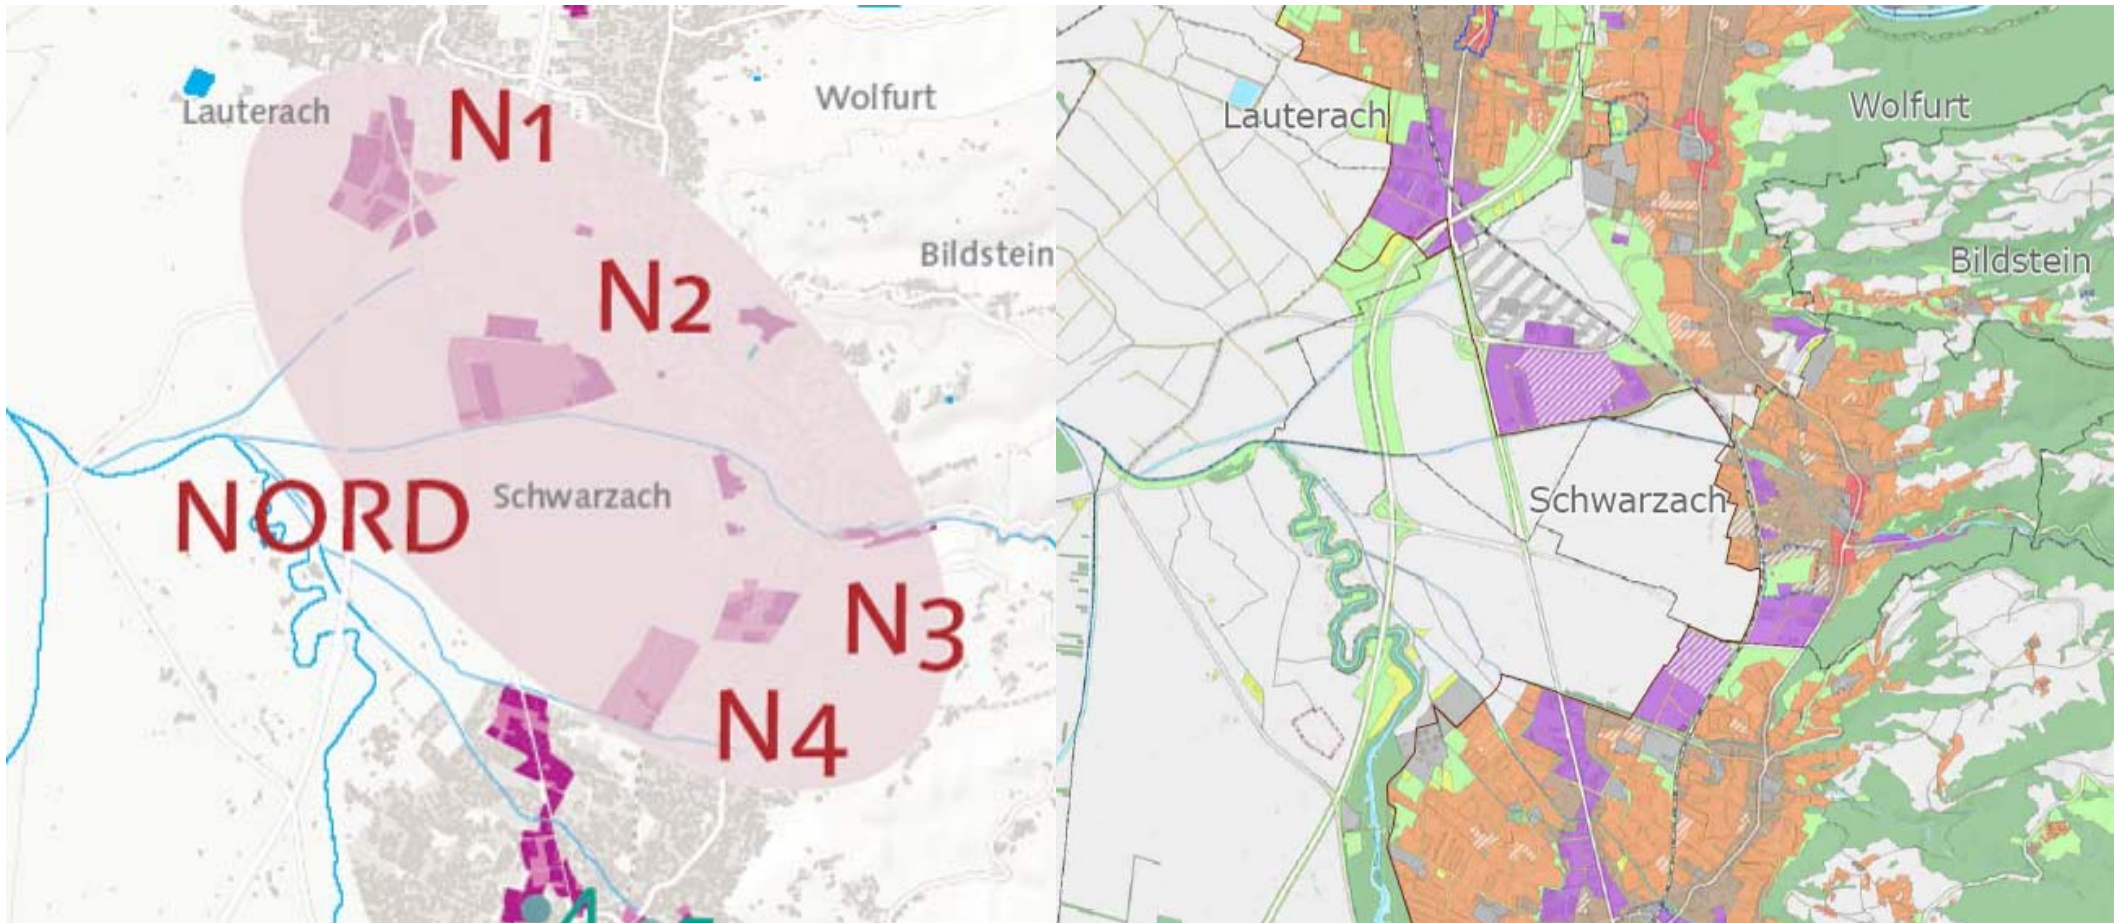 N1
Lauterach
Wolfurt
Bildstein
N2
NORD
Schwarzach
N3
N4
Wolfurt
Lauterach
Bildstein
Schwarzach